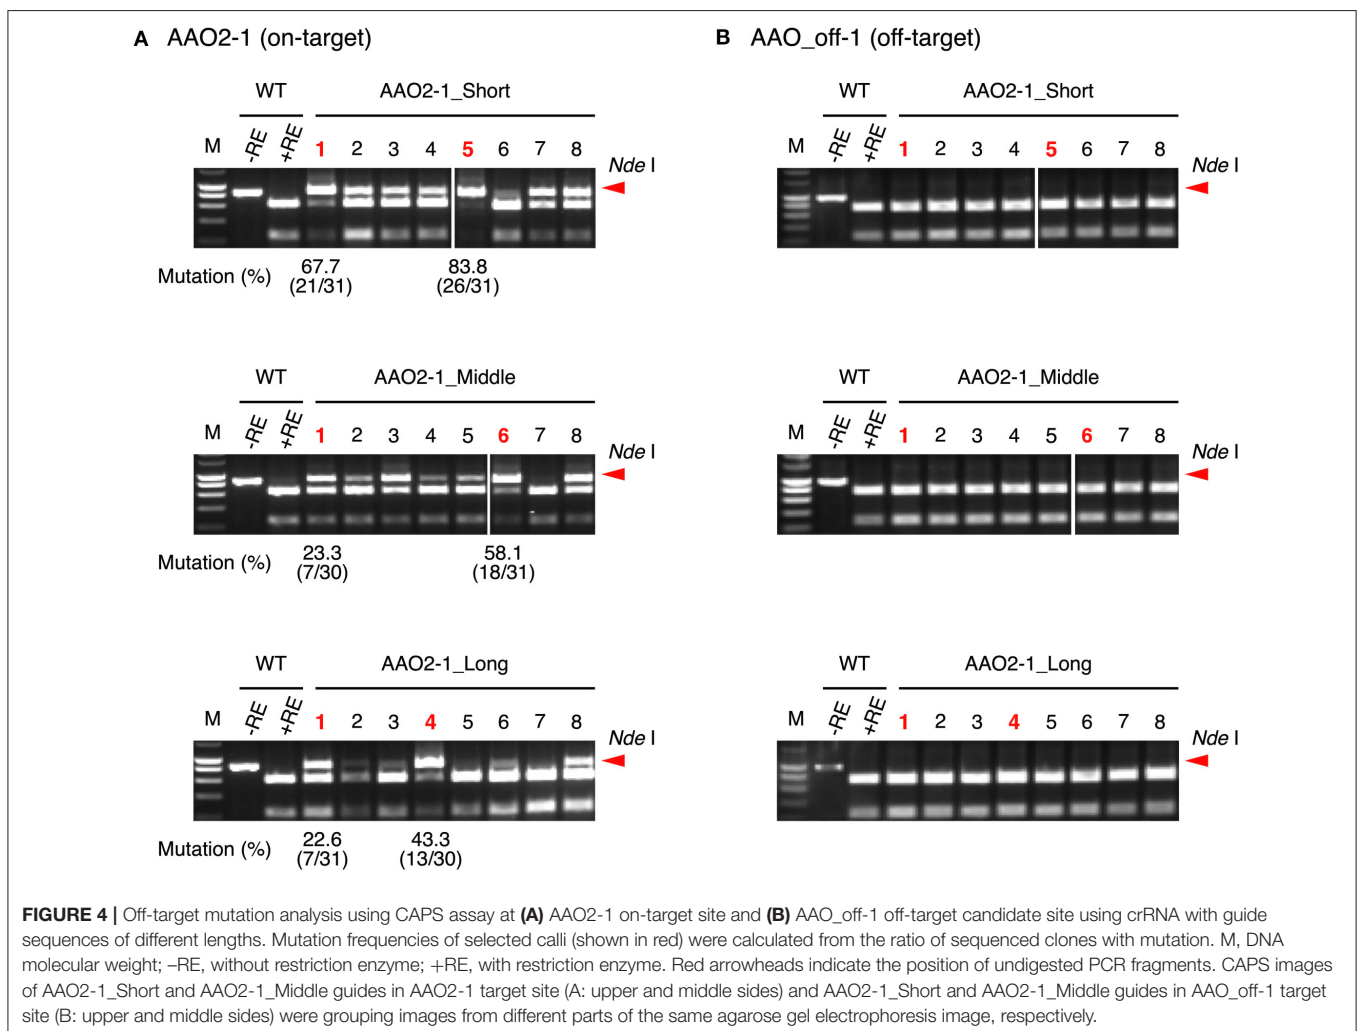 A AAO2-1 (on-target)
WT AAO2-1_Short
M -RE +RE 1 2 3 4 5 6 7 8
Nde I
Mutation (%) 67.7 83.8
(21/31) (26/31)
WT AAO2-1_Middle
M -RE +RE 1 2 3 4 5 6 7 8
Nde I
Mutation (%) 23.3 58.1
(7/30) (18/31)
WT AAO2-1_Long
M -RE +RE 1 2 3 4 5 6 7 8
Nde I
Mutation (%) 22.6 43.3
(7/31) (13/30)
B AAO_off-1 (off-target)
WT AAO2-1_Short
M -RE +RE 1 2 3 4 5 6 7 8
Nde I
WT AAO2-1_Middle
M -RE +RE 1 2 3 4 5 6 7 8
Nde I
WT AAO2-1_Long
M -RE +RE 1 2 3 4 5 6 7 8
Nde I
FIGURE 4 | Off-target mutation analysis using CAPS assay at (A) AAO2-1 on-target site and (B) AAO_off-1 off-target candidate site using crRNA with guide
sequences of different lengths. Mutation frequencies of selected calli (shown in red) were calculated from the ratio of sequenced clones with mutation. M, DNA
molecular weight; –RE, without restriction enzyme; +RE, with restriction enzyme. Red arrowheads indicate the position of undigested PCR fragments. CAPS images
of AAO2-1_Short and AAO2-1_Middle guides in AAO2-1 target site (A: upper and middle sides) and AAO2-1_Short and AAO2-1_Middle guides in AAO_off-1 target
site (B: upper and middle sides) were grouping images from different parts of the same agarose gel electrophoresis image, respectively.